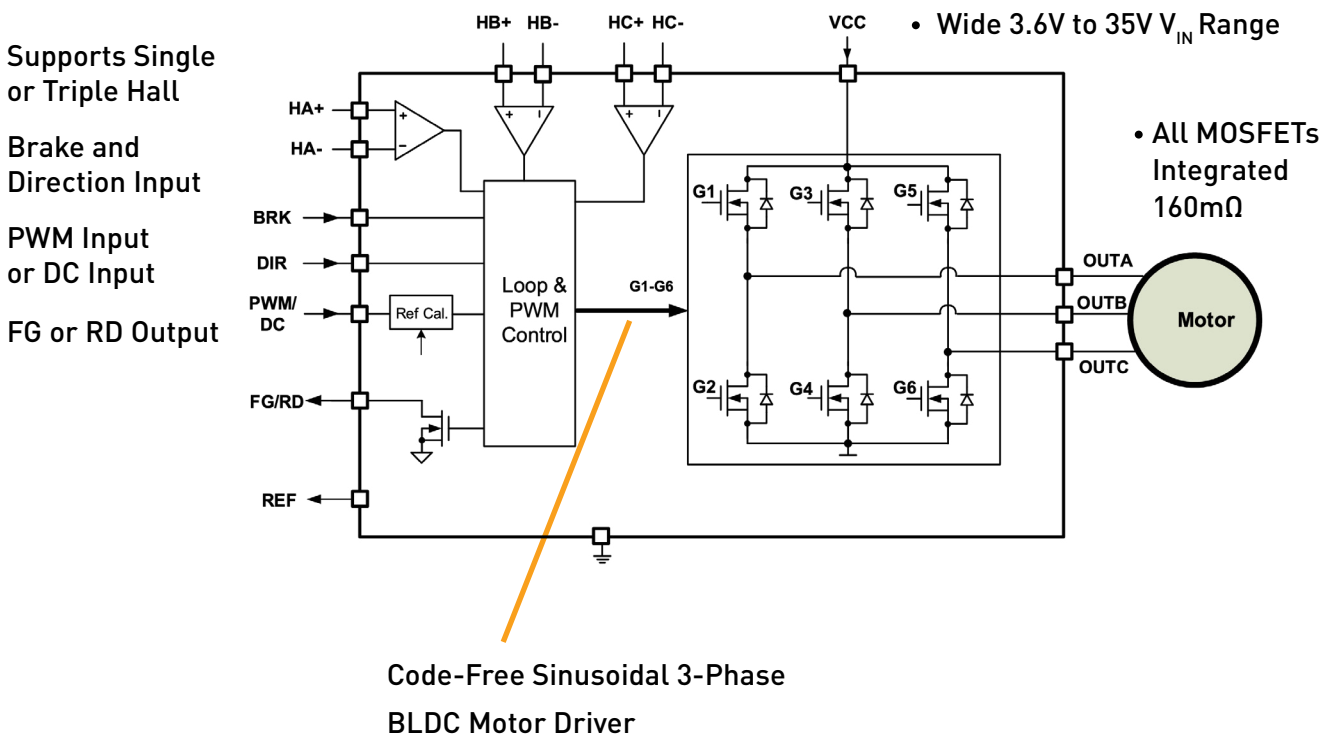 HB+ HB- HC+ HC- VCC
• Wide 3.6V to 35V VIN Range
Supports Single
or Triple Hall
Brake and
Direction Input
PWM Input
or DC Input
FG or RD Output
HA+
HA-
BRK
DIR
PWM/
DC
FG/RD
REF
+
-
+ -
+ -
Ref Cal.
Loop &
PWM
Control
G1-G6
G1
G3
G5
G2
G4
G6
• All MOSFETs
Integrated
160mΩ
OUTA
OUTB
OUTC
Motor
Code-Free Sinusoidal 3-Phase
BLDC Motor Driver